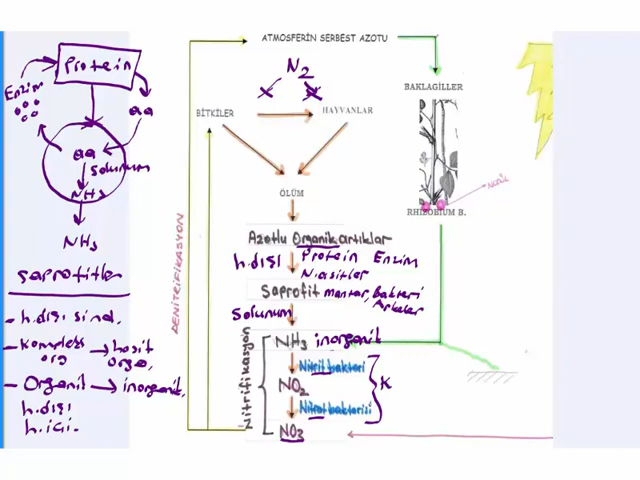 ATMOSFERİN SERBEST AZOTU
N2
BİTKİLER
HAYVANLAR
BAKLAGİLLER
ÖLÜM
RHIZOBIUM B.
Azotlu Organik artıklar
h.dışı
Protein Enzim
N.asitler
Saprofit mantar, bakteri
Arkeler
Solunum
NH3 inorganik
Nitrit bakteri
NO2
K
Nitrat bakterisi
NO3
Nitrifikasyon
DENİTRİFİKASYON
Protein
Enzim
aa
aa
Solunum
NH3
NH3
Saprofitler
- h.dışı sind.
- Kompleks → basit
org orga.
- Organik → inorganik.
h.dışı
h.içi.